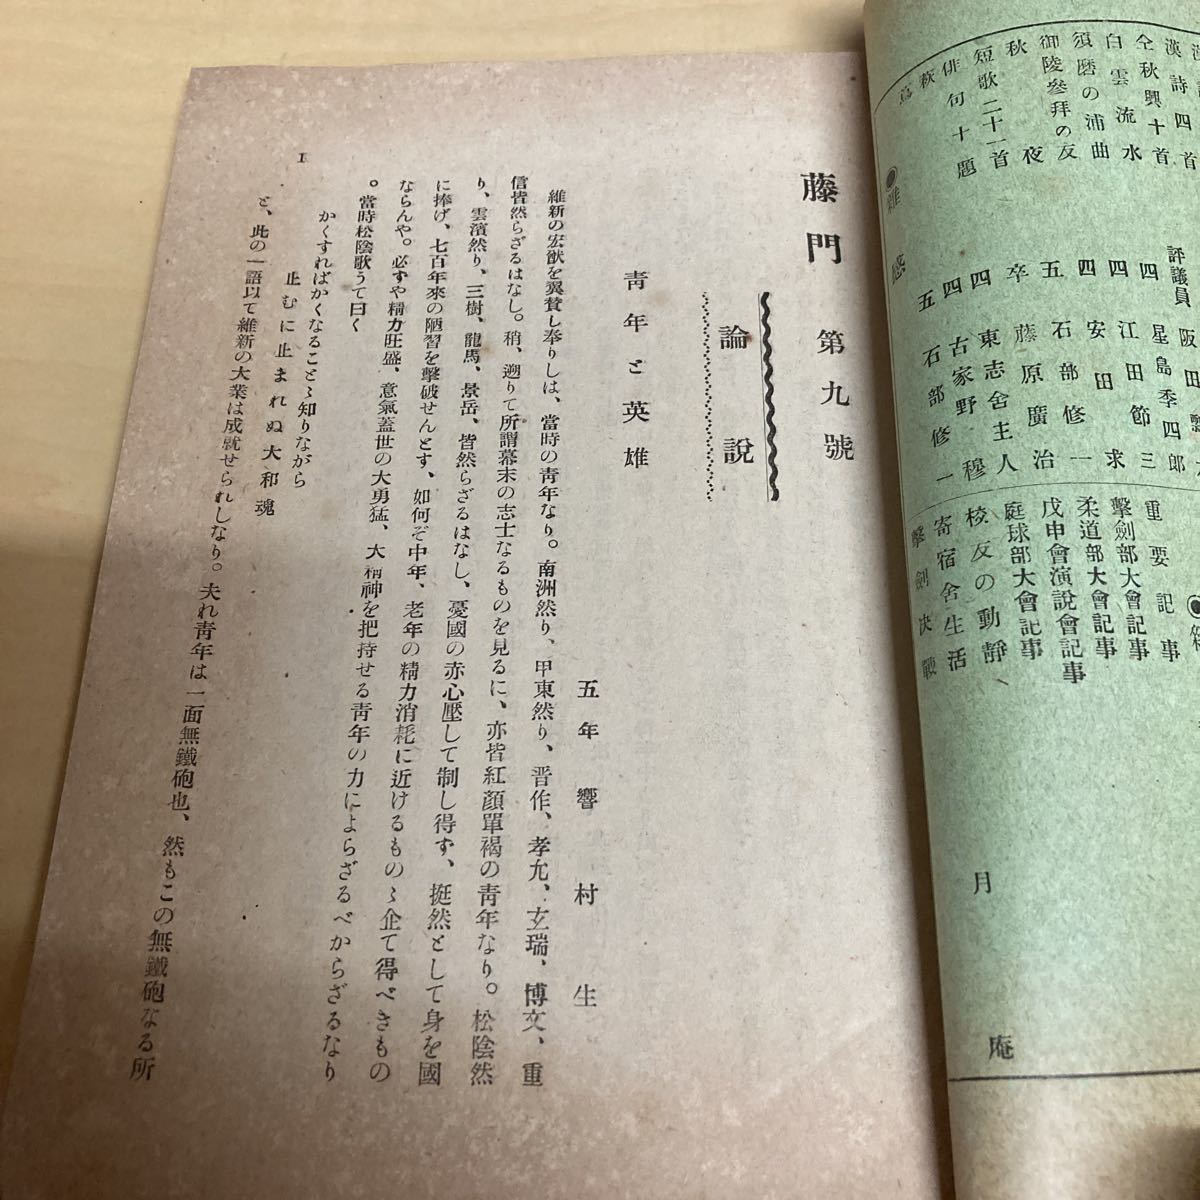 漢詩四首
仝秋興十首
白雲流水
須磨の浦曲
御陵參拜の友
秋夜
短歌二十一首
俳句十題
萩
評議員
阪田
四 星島季四郎
四 江田節三
四 安田求
五 石部修一
卒 藤原廣治
四 東志舍主人
四 古家野穆
五 石部修一
月
庵
重要記事
擊劍部大會記事
柔道部大會記事
戊申會演說會記事
庭球部大會記事
校友の動靜
寄宿舍生活
擊劍決戰
藤門 第九號
論說
靑年と英雄
五年 響村生
維新の宏猷を翼賛し奉りしは、當時の靑年なり。南洲然り、甲東然り、晋作、孝允、玄瑞、博文、重
信皆然らざるはなし。稍、遡りて所謂幕末の志士なるものを見るに、亦皆紅顏單褐の靑年なり。松陰然
り、雲濱然り、三樹、龍馬、景岳、皆然らざるはなし、憂國の赤心壓して制し得ず、挺然として身を國
に捧げ、七百年來の陋習を擊破せんとす、如何ぞ中年、老年の精力消耗に近けるものゝ企て得べきもの
ならんや。必ずや精力旺盛、意氣蓋世の大勇猛、大精神を把持せる靑年の力によらざるべからざるなり
。當時松陰歌うて曰く
かくすればかくなることゝ知りながら
止むに止まれぬ大和魂
と、此の一語以て維新の大業は成就せられしなり。夫れ靑年は一面無鐵砲也、然もこの無鐵砲なる所
1